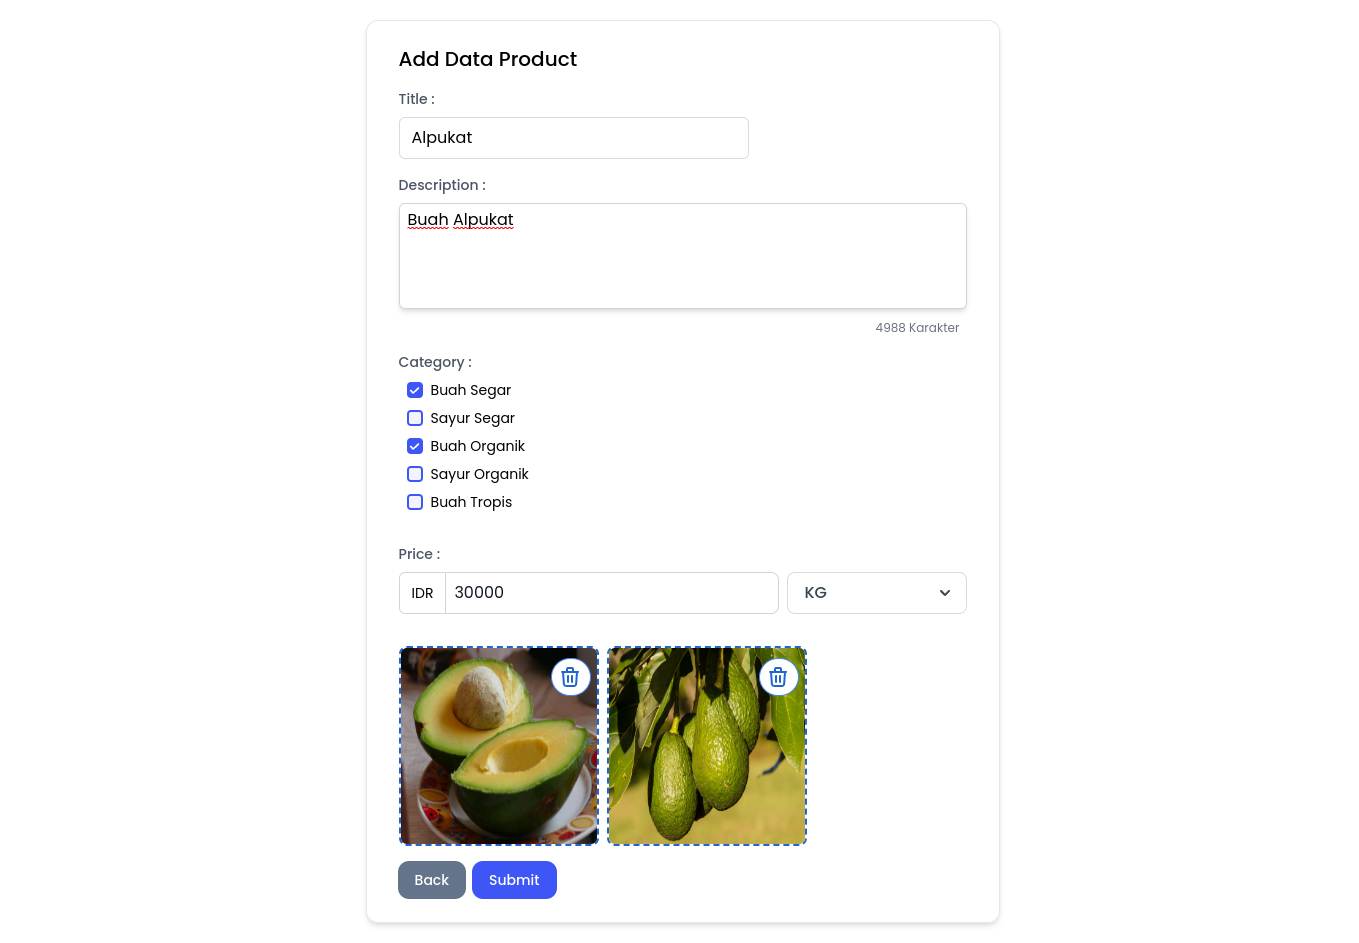 Add Data Product
Title :
Alpukat
Description :
Buah Alpukat
4988 Karakter
Category :
Buah Segar
Sayur Segar
Buah Organik
Sayur Organik
Buah Tropis
Price :
IDR 30000 KG
Back Submit